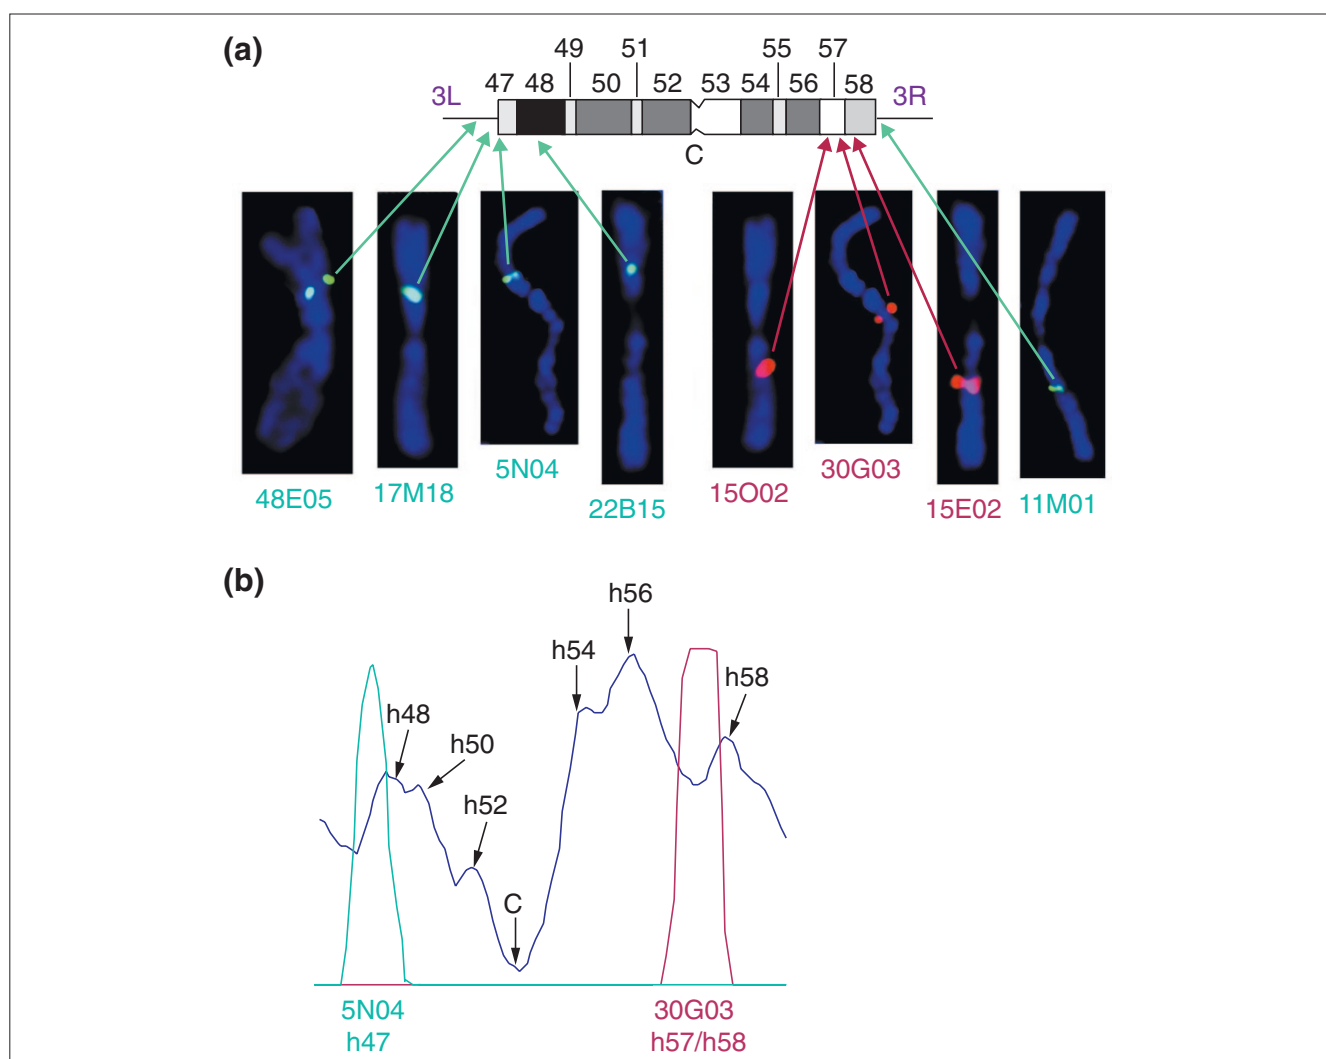 (a)
49 51 55 57
47 48 50 52 53 54 56 58
3L 3R
C
48E05 17M18 5N04 22B15 15O02 30G03 15E02 11M01
(b)
h56
h54
h58
h48
h50
h52
C
5N04 30G03
h47 h57/h58